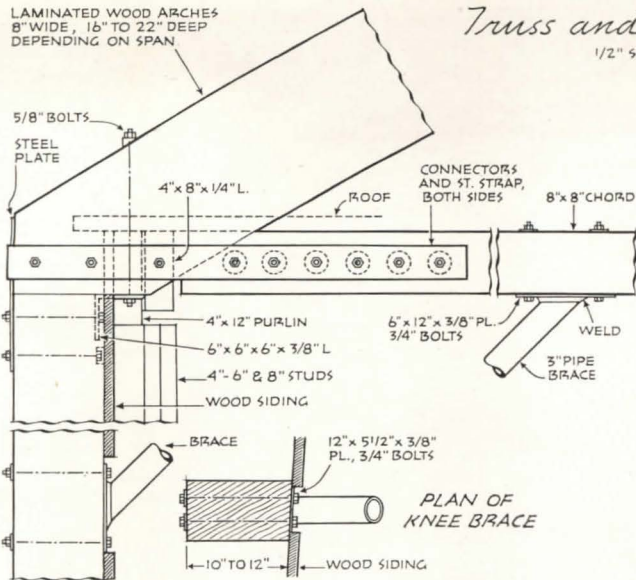 LAMINATED WOOD ARCHES
8" WIDE, 16" TO 22" DEEP
DEPENDING ON SPAN
Truss and
1/2" S
5/8" BOLTS
STEEL
PLATE
4" x 8" x 1/4" L.
ROOF
CONNECTORS
AND ST. STRAP,
BOTH SIDES
8" x 8" CHORD
4" x 12" PURLIN
6" x 6" x 6" x 3/8" L
4"-6" & 8" STUDS
WOOD SIDING
6" x 12" x 3/8" PL.
3/4" BOLTS
WELD
3" PIPE
BRACE
BRACE
12" x 5 1/2" x 3/8"
PL., 3/4" BOLTS
PLAN OF
KNEE BRACE
10" TO 12"
WOOD SIDING